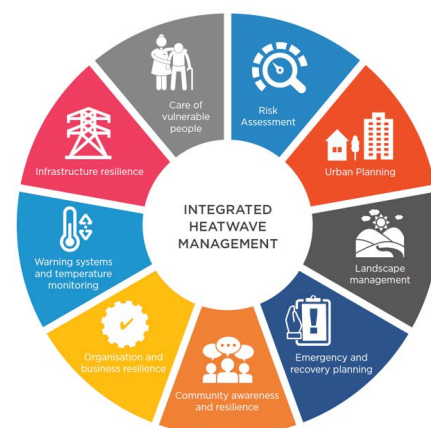 INTEGRATED
HEATWAVE
MANAGEMENT
Care of
vulnerable
people
Risk
Assessment
Urban Planning
Landscape
management
Emergency and
recovery planning
Community awareness
and resilience
Organisation and
business resilience
Warning systems
and temperature
monitoring
Infrastructure resilience